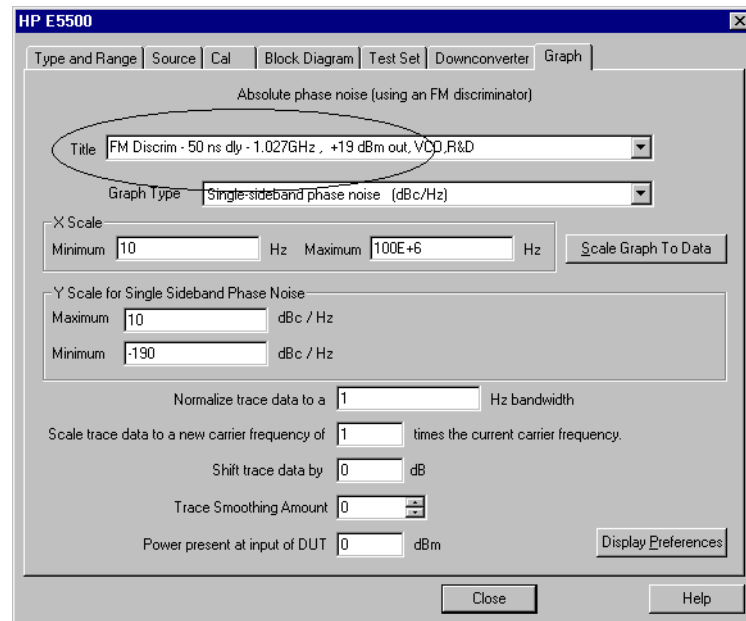 HP E5500
Type and Range Source Cal Block Diagram Test Set Downconverter Graph
Absolute phase noise (using an FM discriminator)
Title FM Discrim - 50 ns dly - 1.027GHz , +19 dBm out, VCO,R&D
Graph Type Single-sideband phase noise (dBc/Hz)
X Scale
Minimum 10 Hz Maximum 100E+6 Hz Scale Graph To Data
Y Scale for Single Sideband Phase Noise
Maximum 10 dBc / Hz
Minimum -190 dBc / Hz
Normalize trace data to a 1 Hz bandwidth
Scale trace data to a new carrier frequency of 1 times the current carrier frequency.
Shift trace data by 0 dB
Trace Smoothing Amount 0
Power present at input of DUT 0 dBm Display Preferences
Close Help